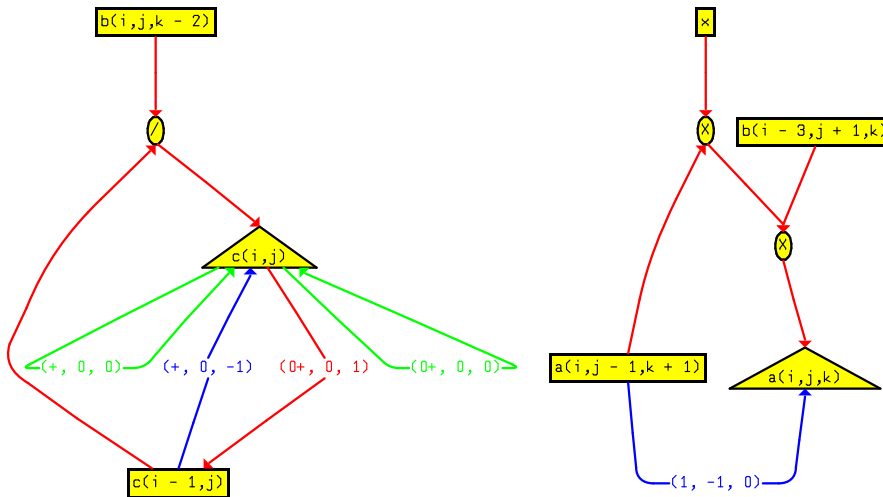 b(i,j,k - 2)
x
/
X
b(i - 3,j + 1,k)
c(i,j)
X
(+, 0, 0)
(+, 0, -1)
(0+, 0, 1)
(0+, 0, 0)
a(i,j - 1,k + 1)
a(i,j,k)
c(i - 1,j)
(1, -1, 0)